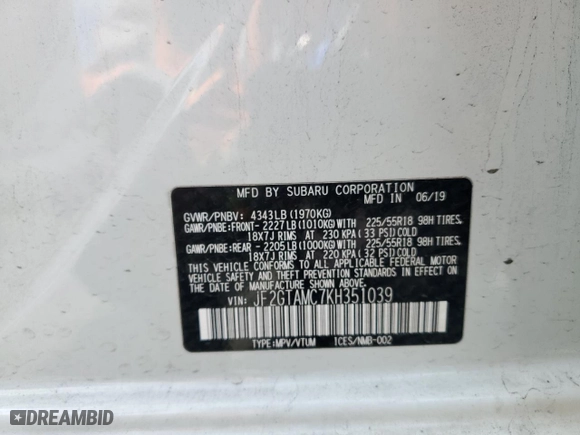 MFD BY SUBARU CORPORATION
MFD IN 06/19
GVWR/PNBV: 4343LB(1970KG)
GAWR/PNBE:FRONT- 2227LB(1010KG)WITH 225/55R18 98H TIRES,
18X7J RIMS AT 230 KPA(33 PSI)COLD
GAWR/PNBE:REAR - 2205LB(1000KG)WITH 225/55R18 98H TIRES,
18X7J RIMS AT 220 KPA(32 PSI)COLD
THIS VEHICLE CONFORMS TO ALL APPLICABLE FEDERAL MOTOR
VEHICLE SAFETY, BUMPER, AND THEFT PREVENTION STANDARDS
IN EFFECT ON THE DATE OF MANUFACTURE SHOWN ABOVE.
VIN: JF2GTAMC7KH351039
TYPE:MPV/VTUM ICES/NMB-002
DREAMBID